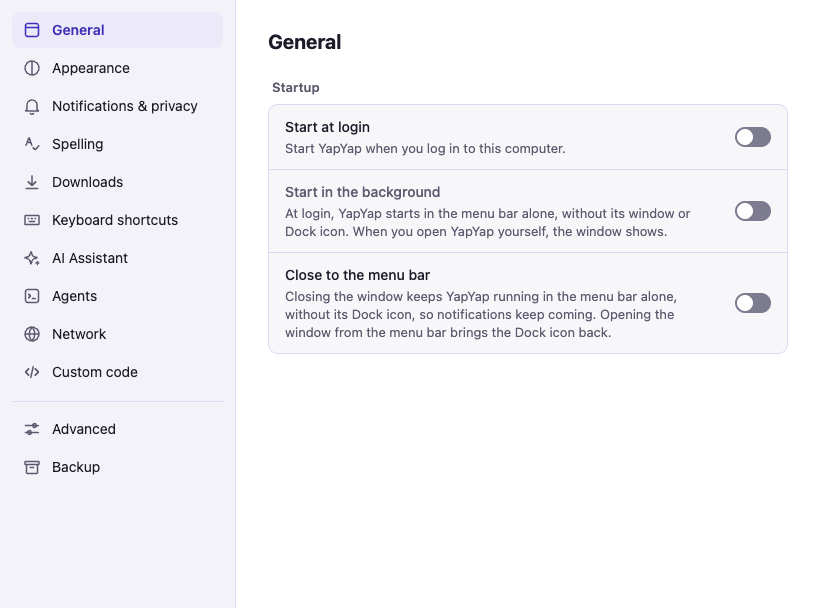 General
Appearance
Notifications & privacy
Spelling
Downloads
Keyboard shortcuts
AI Assistant
Agents
Network
Custom code
Advanced
Backup
General
Startup
Start at login
Start YapYap when you log in to this computer.
Start in the background
At login, YapYap starts in the menu bar alone, without its window or
Dock icon. When you open YapYap yourself, the window shows.
Close to the menu bar
Closing the window keeps YapYap running in the menu bar alone,
without its Dock icon, so notifications keep coming. Opening the
window from the menu bar brings the Dock icon back.